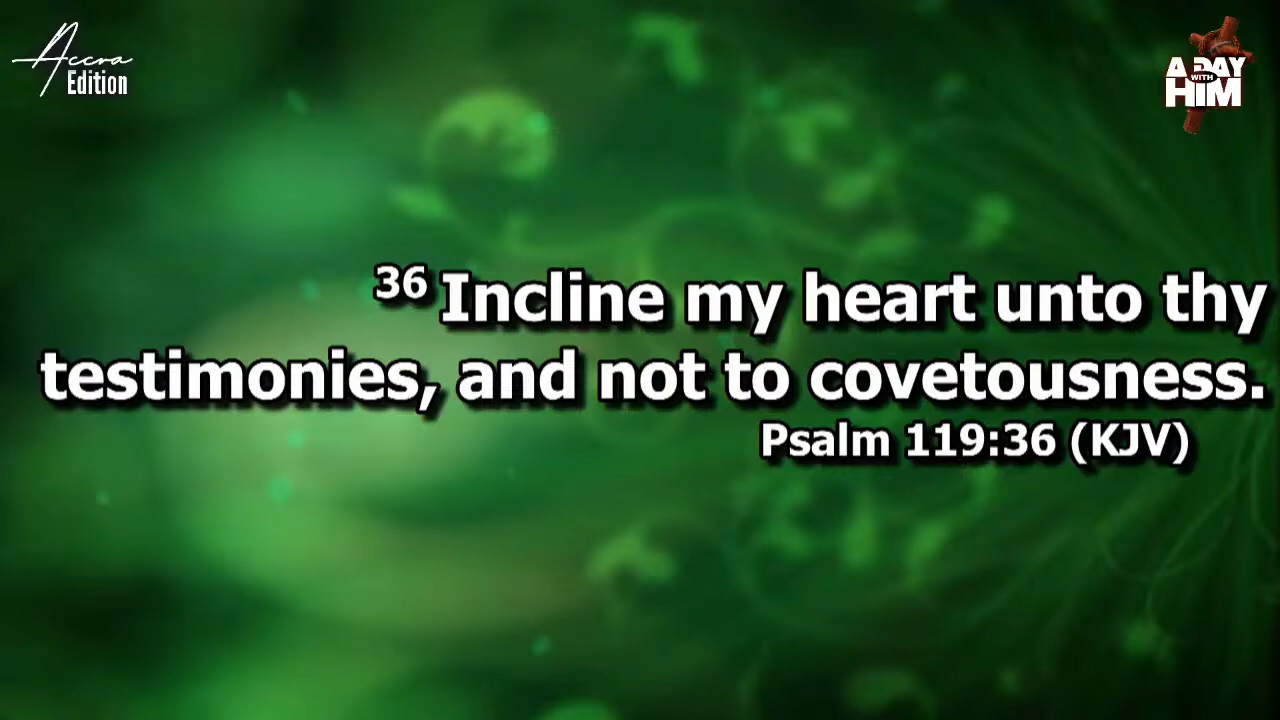 Accra
Edition
A DAY
WITH
HIM
36 Incline my heart unto thy
testimonies, and not to covetousness.
Psalm 119:36 (KJV)